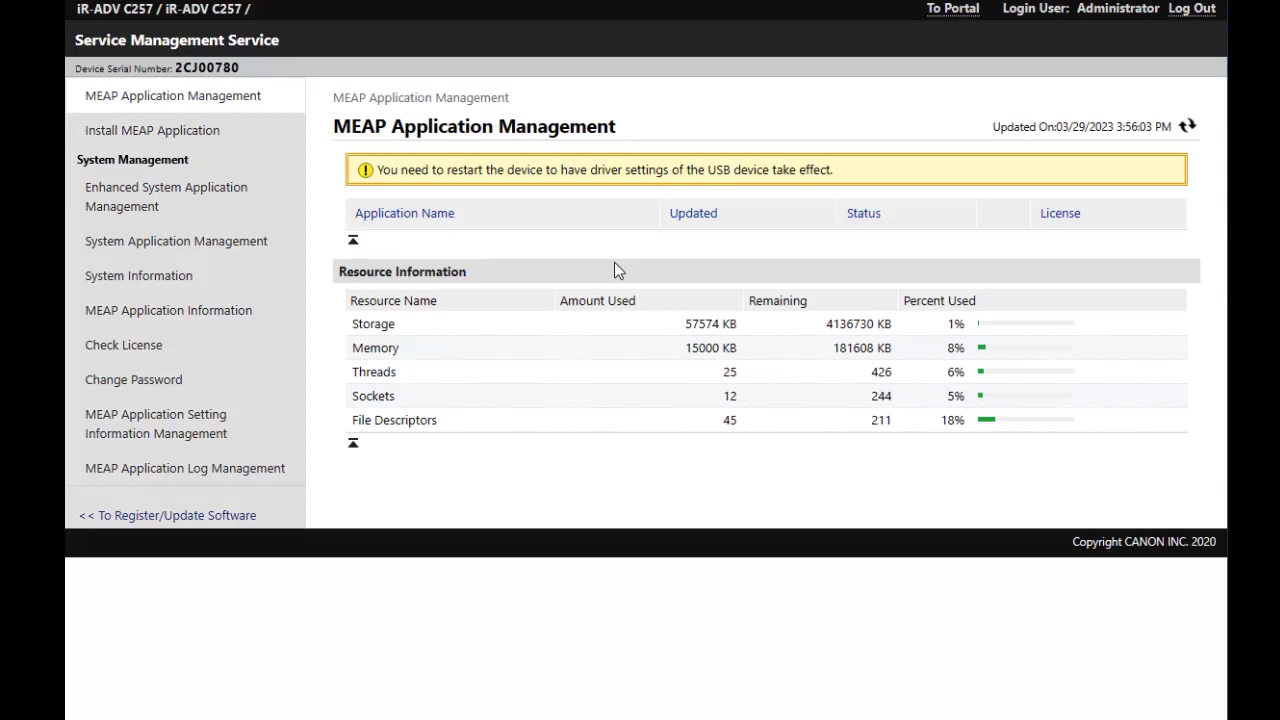 iR-ADV C257 / iR-ADV C257 /
To Portal Login User: Administrator Log Out
Service Management Service
Device Serial Number: 2CJ00780
MEAP Application Management
Install MEAP Application
System Management
Enhanced System Application
Management
System Application Management
System Information
MEAP Application Information
Check License
Change Password
MEAP Application Setting
Information Management
MEAP Application Log Management
<< To Register/Update Software
MEAP Application Management
MEAP Application Management
Updated On:03/29/2023 3:56:03 PM
You need to restart the device to have driver settings of the USB device take effect.
Application Name Updated Status License
Resource Information
Resource Name Amount Used Remaining Percent Used
Storage 57574 KB 4136730 KB 1%
Memory 15000 KB 181608 KB 8%
Threads 25 426 6%
Sockets 12 244 5%
File Descriptors 45 211 18%
Copyright CANON INC. 2020